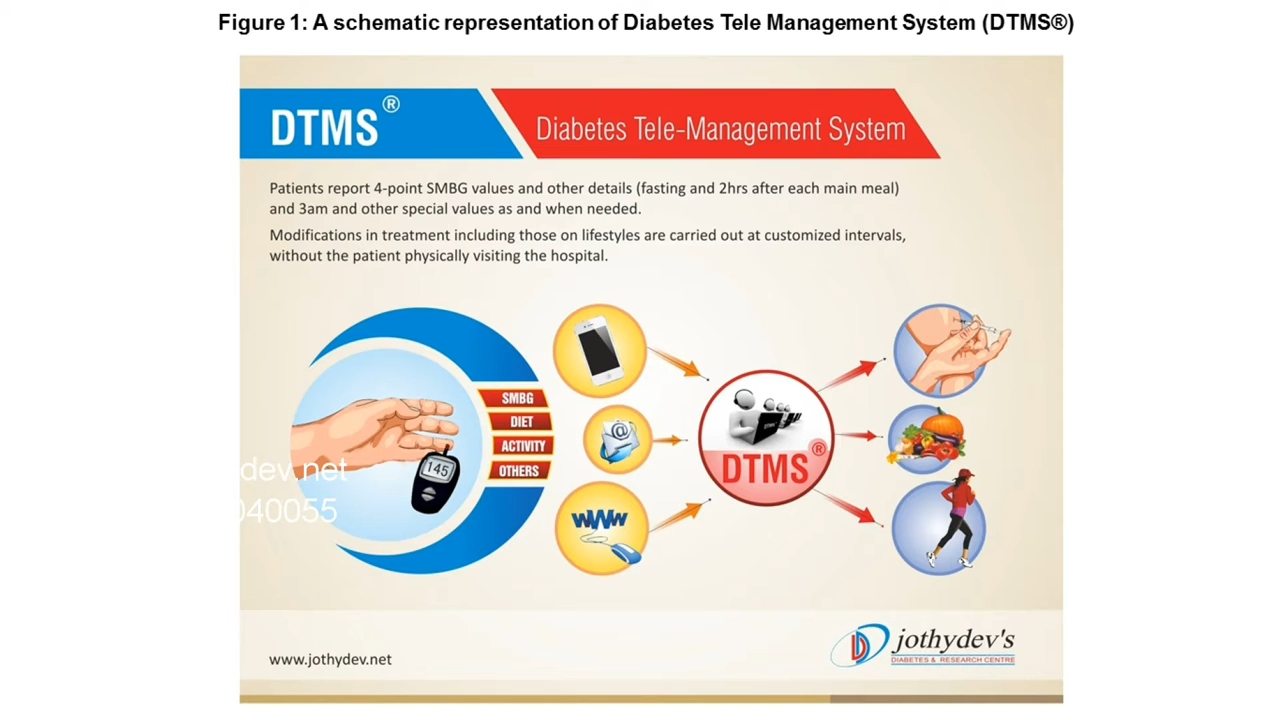 Figure 1: A schematic representation of Diabetes Tele Management System (DTMS®)
DTMS®
Diabetes Tele-Management System
Patients report 4-point SMBG values and other details (fasting and 2hrs after each main meal)
and 3am and other special values as and when needed.
Modifications in treatment including those on lifestyles are carried out at customized intervals,
without the patient physically visiting the hospital.
SMBG
DIET
ACTIVITY
OTHERS
145
dev.net
040055
@
WWW
DTMS®
www.jothydev.net
jothydev's
DIABETES & RESEARCH CENTRE